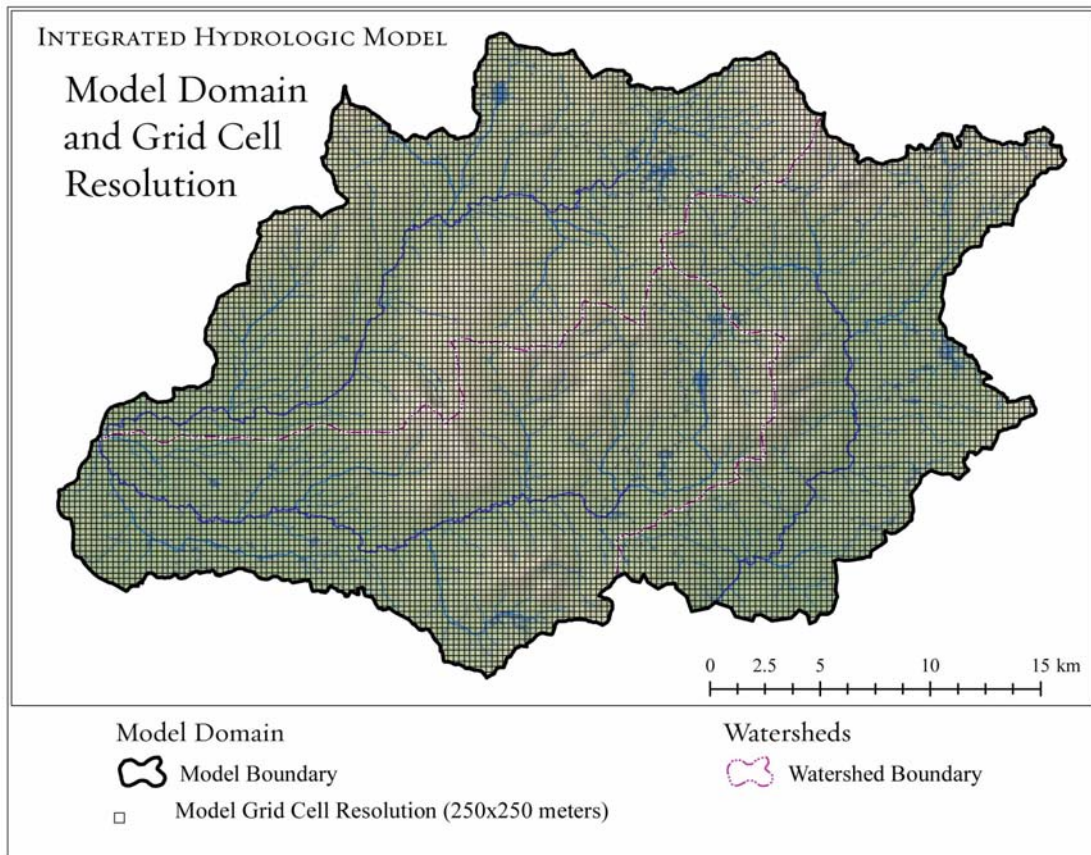 INTEGRATED HYDROLOGIC MODEL
Model Domain
and Grid Cell
Resolution
0 2.5 5 10 15 km
Model Domain
Model Boundary
Model Grid Cell Resolution (250x250 meters)
Watersheds
Watershed Boundary